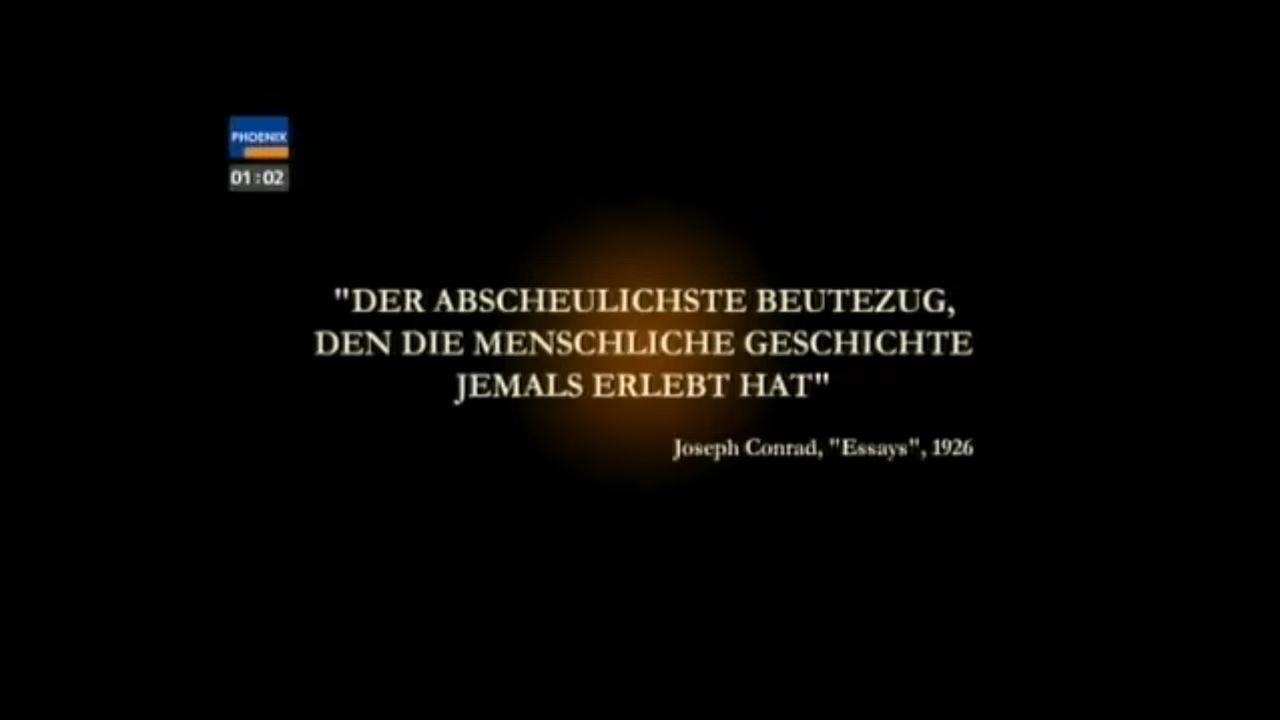 PHOENIX
01:02
"DER ABSCHEULICHSTE BEUTEZUG,
DEN DIE MENSCHLICHE GESCHICHTE
JEMALS ERLEBT HAT"
Joseph Conrad, "Essays", 1926